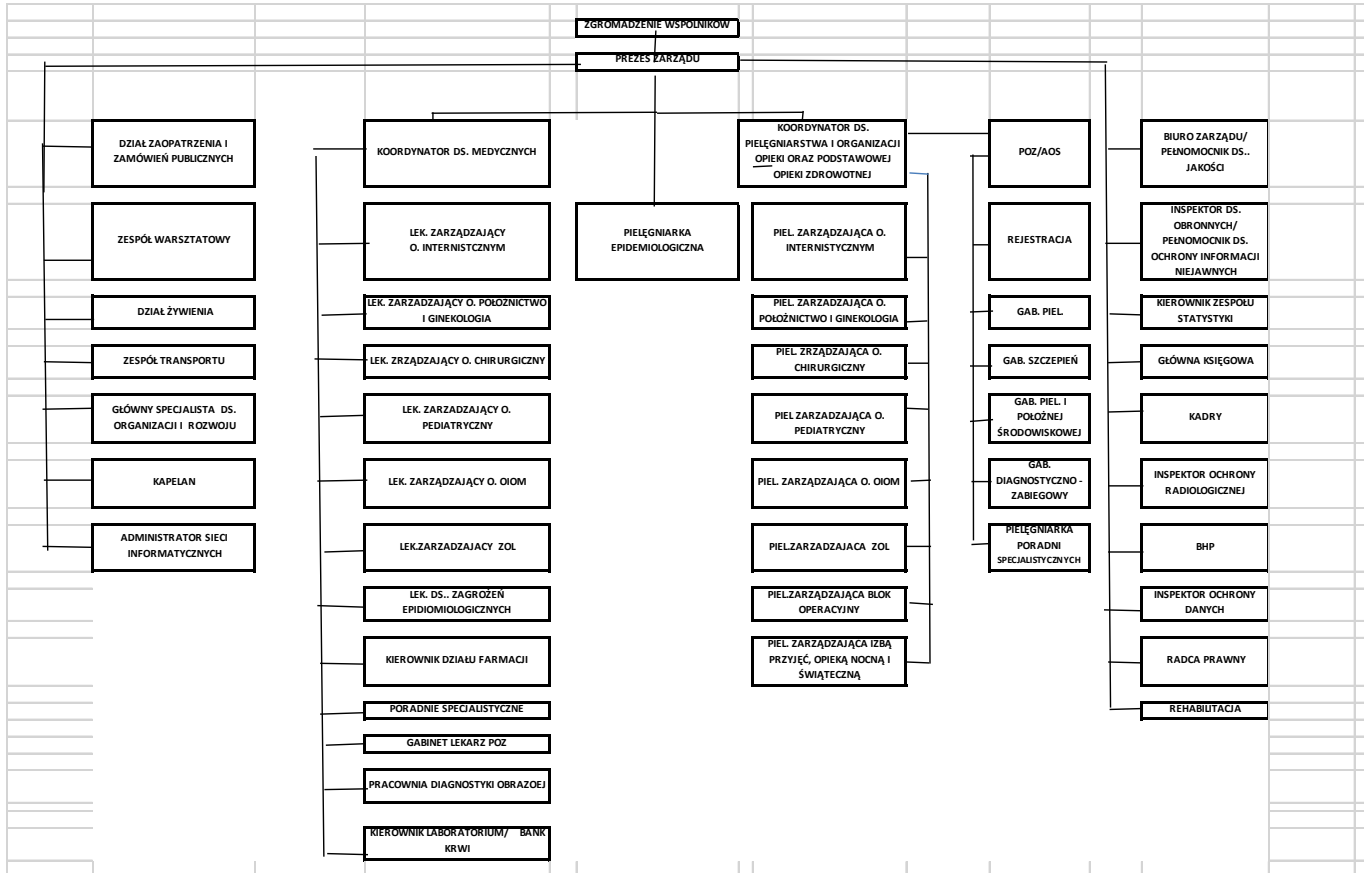 ZGROMADZENIE WSPÓLNIKÓW
PREZES ZARZĄDU
DZIAŁ ZAOPATRZENIA I
ZAMÓWIEŃ PUBLICZNYCH
ZESPÓŁ WARSZTATOWY
DZIAŁ ŻYWIENIA
ZESPÓŁ TRANSPORTU
GŁÓWNY SPECJALISTA DS.
ORGANIZACJI I ROZWOJU
KAPELAN
ADMINISTRATOR SIECI
INFORMATYCZNYCH
KOORDYNATOR DS. MEDYCZNYCH
LEK. ZARZĄDZAJĄCY
O. INTERNISTCZNYM
LEK. ZARZADZAJĄCY O. POŁOZNICTWO
I GINEKOLOGIA
LEK. ZRZĄDZAJĄCY O. CHIRURGICZNY
LEK. ZARZADZAJĄCY O.
PEDIATRYCZNY
LEK. ZARZĄDZAJĄCY O. OIOM
LEK.ZARZADZAJACY ZOL
LEK. DS.. ZAGROŻEŃ
EPIDIOMIOLOGICZNYCH
KIEROWNIK DZIAŁU FARMACJI
PORADNIE SPECJALISTYCZNE
GABINET LEKARZ POZ
PRACOWNIA DIAGNOSTYKI OBRAZOEJ
KIEROWNIK LABORATORIUM/ BANK
KRWI
PIELĘGNIARKA
EPIDEMIOLOGICZNA
KOORDYNATOR DS.
PIELĘGNIARSTWA I ORGANIZACJI
OPIEKI ORAZ PODSTAWOWEJ
OPIEKI ZDROWOTNEJ
PIEL. ZARZĄDZAJĄCA O.
INTERNISTYCZNYM
PIEL. ZARZADZAJĄCA O.
POŁOŻNICTWO I GINEKOLOGIA
PIEL. ZRZĄDZAJĄCA O.
CHIRURGICZNY
PIEL ZARZADZAJĄCA O.
PEDIATRYCZNY
PIEL. ZARZĄDZAJĄCA O. OIOM
PIEL.ZARZADZAJACA ZOL
PIEL.ZARZĄDZAJĄCA BLOK
OPERACYJNY
PIEL. ZARZĄDZAJĄCA IZBĄ
PRZYJĘĆ, OPIEKĄ NOCNĄ I
ŚWIĄTECZNĄ
POZ/AOS
REJESTRACJA
GAB. PIEL.
GAB. SZCZEPIEŃ
GAB. PIEL. I
POŁOŻNEJ
ŚRODOWISKOWEJ
GAB.
DIAGNOSTYCZNO -
ZABIEGOWY
PIELĘGNIARKA
PORADNI
SPECJALISTYCZNYCH
BIURO ZARZĄDU/
PEŁNOMOCNIK DS..
JAKOŚCI
INSPEKTOR DS.
OBRONNYCH/
PEŁNOMOCNIK DS.
OCHRONY INFORMACJI
NIEJAWNYCH
KIEROWNIK ZESPOŁU
STATYSTYKI
GŁÓWNA KSIĘGOWA
KADRY
INSPEKTOR OCHRONY
RADIOLOGICZNEJ
BHP
INSPEKTOR OCHRONY
DANYCH
RADCA PRAWNY
REHABILITACJA